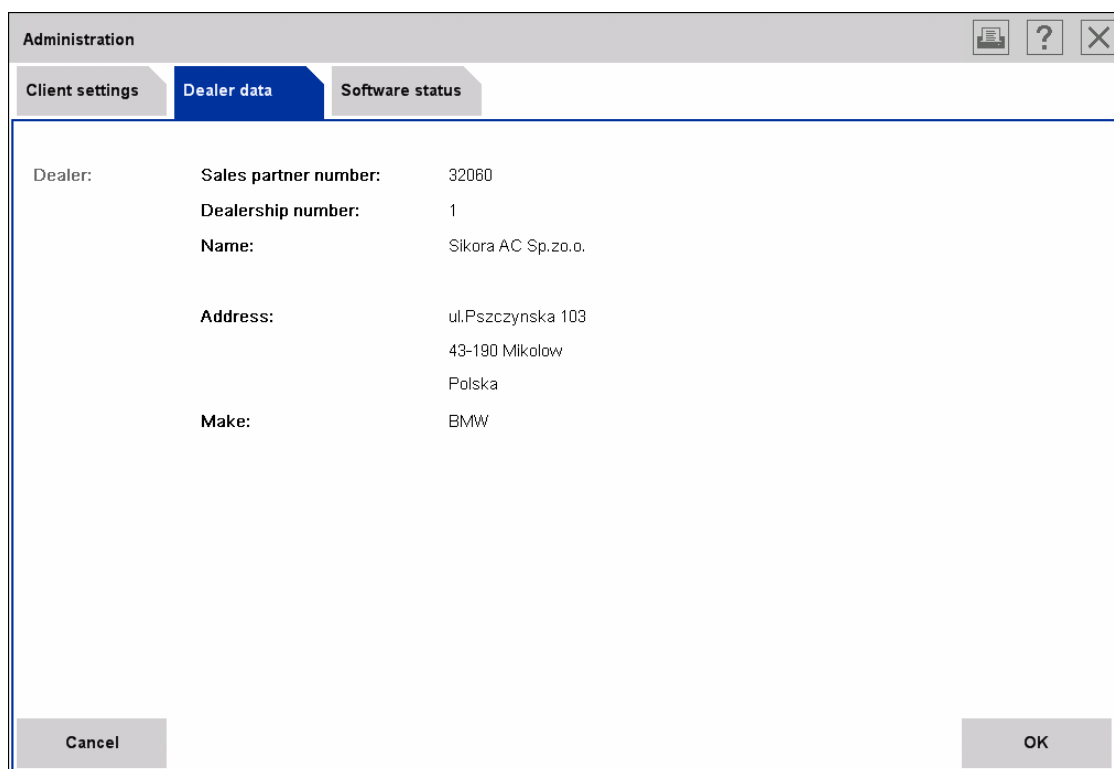 Administration
?
Client settings Dealer data Software status
Dealer: Sales partner number: 32060
Dealership number: 1
Name: Sikora AC Sp.zo.o.
Address: ul.Pszczynska 103
43-190 Mikolow
Polska
Make: BMW
Cancel OK